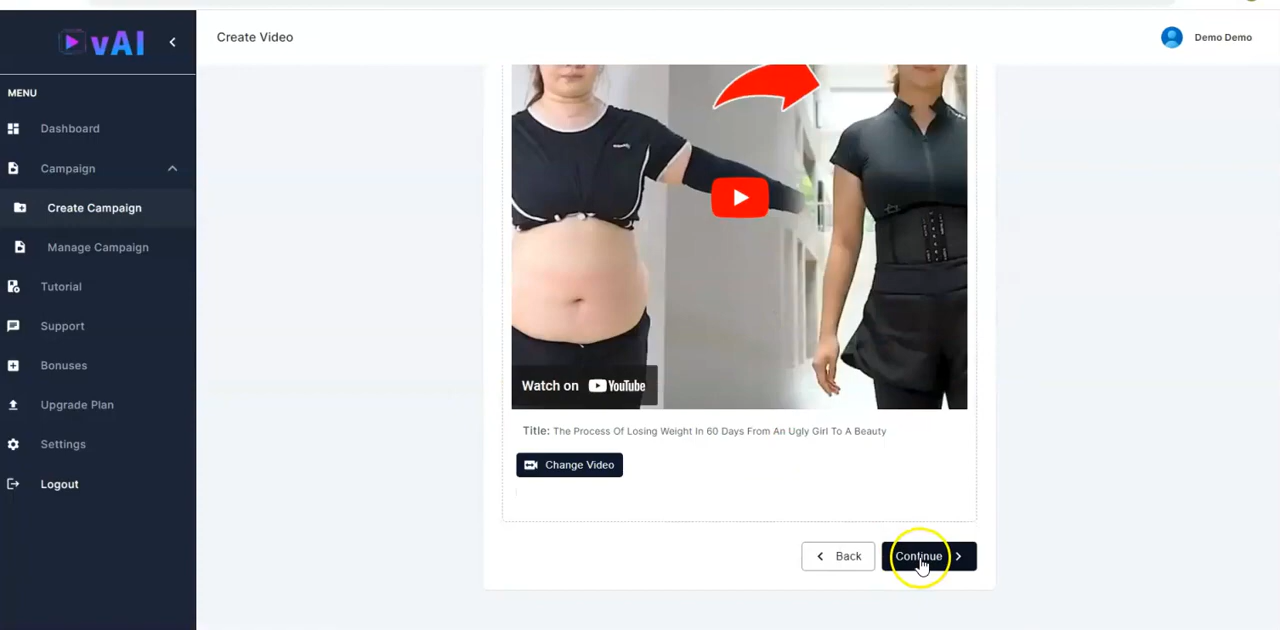 vAI
Create Video
Demo Demo
MENU
Dashboard
Campaign
Create Campaign
Manage Campaign
Tutorial
Support
Bonuses
Upgrade Plan
Settings
Logout
Watch on YouTube
Title: The Process Of Losing Weight In 60 Days From An Ugly Girl To A Beauty
Change Video
Back
Continue